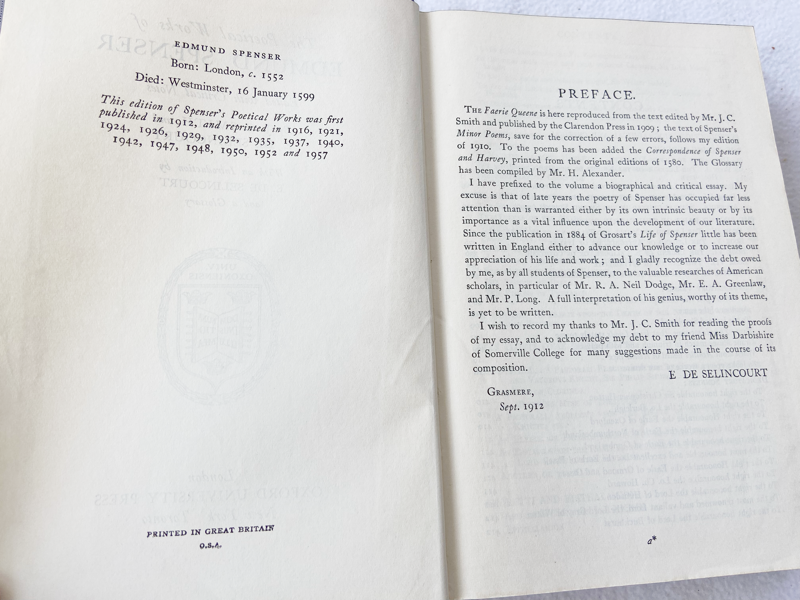 EDMUND SPENSER
Born: London, c. 1552
Died: Westminster, 16 January 1599
This edition of Spenser's Poetical Works was first
published in 1912, and reprinted in 1916, 1921,
1924, 1926, 1929, 1932, 1935, 1937, 1940,
1942, 1947, 1948, 1950, 1952 and 1957
PRINTED IN GREAT BRITAIN
O.S.A.
PREFACE.
THE Faerie Queene is here reproduced from the text edited by Mr. J. C.
Smith and published by the Clarendon Press in 1909; the text of Spenser's
Minor Poems, save for the correction of a few errors, follows my edition
of 1910. To the poems has been added the Correspondence of Spenser
and Harvey, printed from the original editions of 1580. The Glossary
has been compiled by Mr. H. Alexander.
I have prefixed to the volume a biographical and critical essay. My
excuse is that of late years the poetry of Spenser has occupied far less
attention than is warranted either by its own intrinsic beauty or by its
importance as a vital influence upon the development of our literature.
Since the publication in 1884 of Grosart's Life of Spenser little has been
written in England either to advance our knowledge or to increase our
appreciation of his life and work; and I gladly recognize the debt owed
by me, as by all students of Spenser, to the valuable researches of American
scholars, in particular of Mr. R. A. Neil Dodge, Mr. E. A. Greenlaw,
and Mr. P. Long. A full interpretation of his genius, worthy of its theme,
is yet to be written.
I wish to record my thanks to Mr. J. C. Smith for reading the proofs
of my essay, and to acknowledge my debt to my friend Miss Darbishire
of Somerville College for many suggestions made in the course of its
composition.
E DE SELINCOURT
GRASMERE,
Sept. 1912
a*